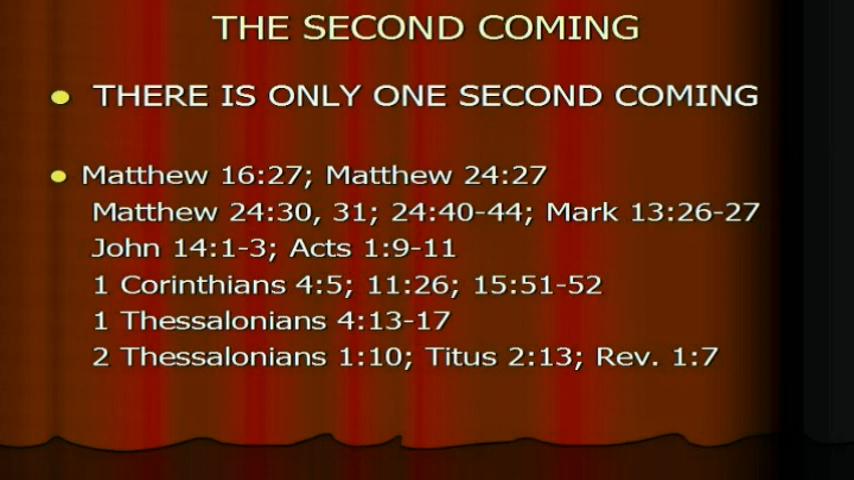 THE SECOND COMING
THERE IS ONLY ONE SECOND COMING
Matthew 16:27; Matthew 24:27
Matthew 24:30, 31; 24:40-44; Mark 13:26-27
John 14:1-3; Acts 1:9-11
1 Corinthians 4:5; 11:26; 15:51-52
1 Thessalonians 4:13-17
2 Thessalonians 1:10; Titus 2:13; Rev. 1:7